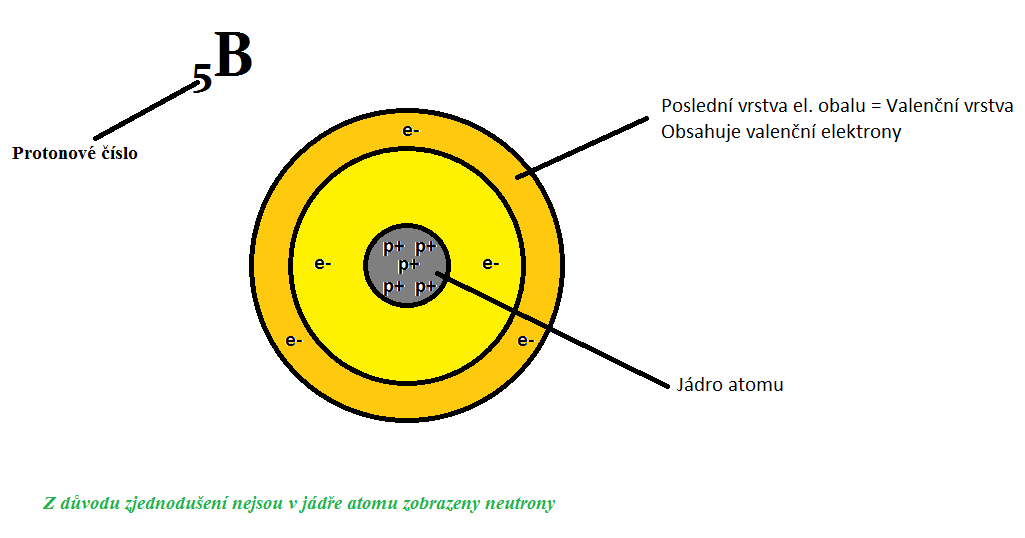 ₅B
Protonové číslo
Poslední vrstva el. obalu = Valenční vrstva
Obsahuje valenční elektrony
e-
e-
e-
p+ p+
p+
p+ p+
e-
e-
Jádro atomu
Z důvodu zjednodušení nejsou v jádře atomu zobrazeny neutrony